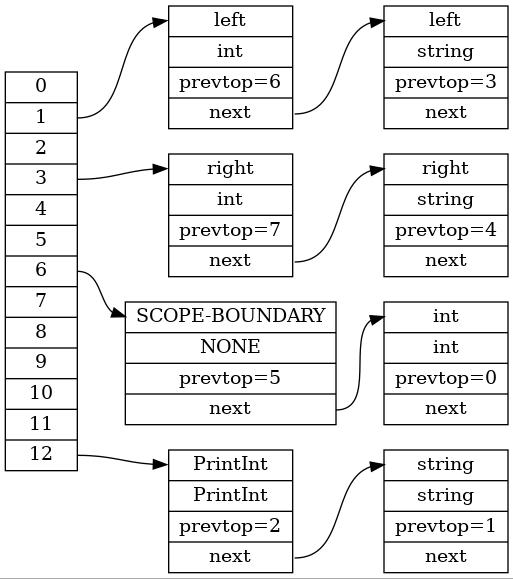 0
1
2
3
4
5
6
7
8
9
10
11
12
left
int
prevtop=6
next
left
string
prevtop=3
next
right
int
prevtop=7
next
right
string
prevtop=4
next
SCOPE-BOUNDARY
NONE
prevtop=5
next
int
int
prevtop=0
next
PrintInt
PrintInt
prevtop=2
next
string
string
prevtop=1
next